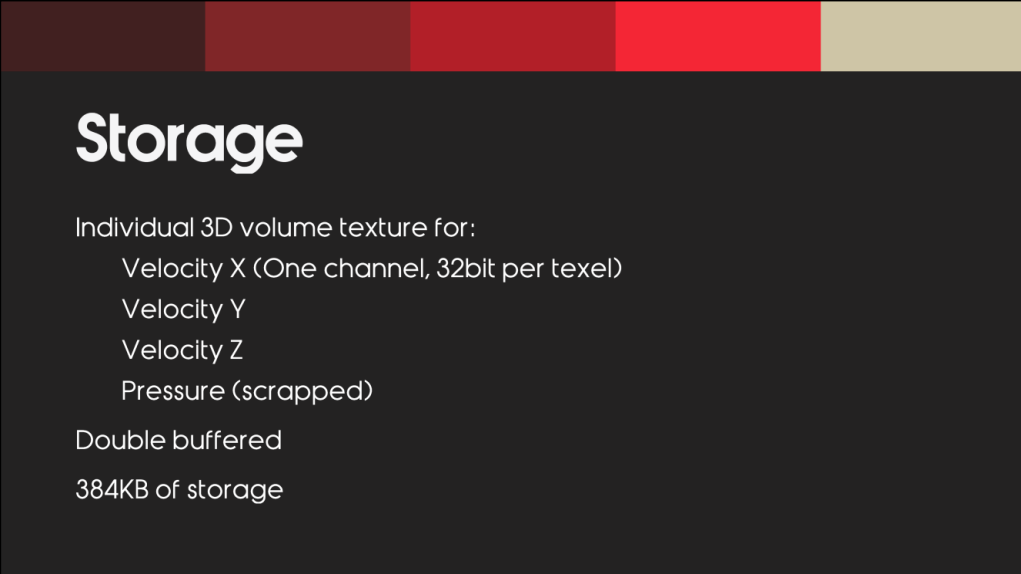 Storage
Individual 3D volume texture for:
Velocity X (One channel, 32bit per texel)
Velocity Y
Velocity Z
Pressure (scrapped)
Double buffered
384KB of storage